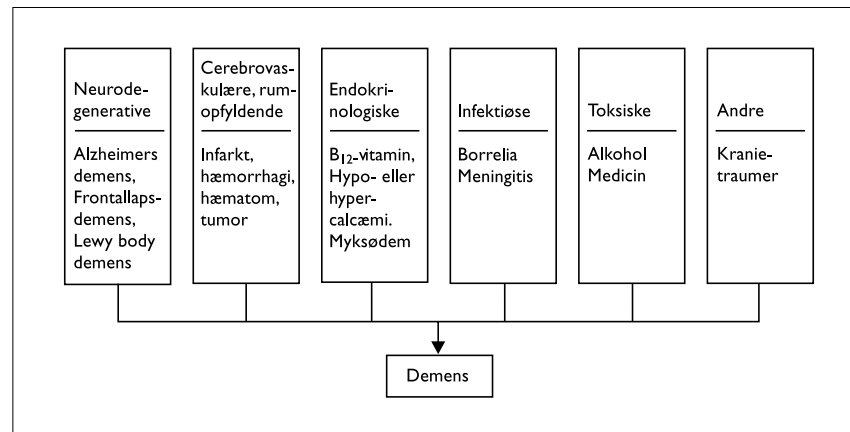 Neurode-
generative
Alzheimers
demens,
Frontallaps-
demens,
Lewy body
demens
Cerebrovas-
kulære, rum-
opfyldende
Infarkt,
hæmorrhagi,
hæmatom,
tumor
Endokri-
nologiske
B₁₂-vitamin,
Hypo- eller
hyper-
calcæmi.
Myksødem
Infektiøse
Borrelia
Meningitis
Toksiske
Alkohol
Medicin
Andre
Kranie-
traumer
Demens